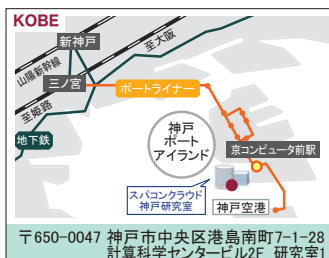 KOBE
新神戸
至大阪
山陽新幹線
三ノ宮
ポートライナー
至姫路
地下鉄
神戸
ポート
アイランド
京コンピュータ前駅
スパコンクラウド
神戸研究室
神戸空港
〒650-0047 神戸市中央区港島南町7-1-28
計算科学センタービル2F 研究室1